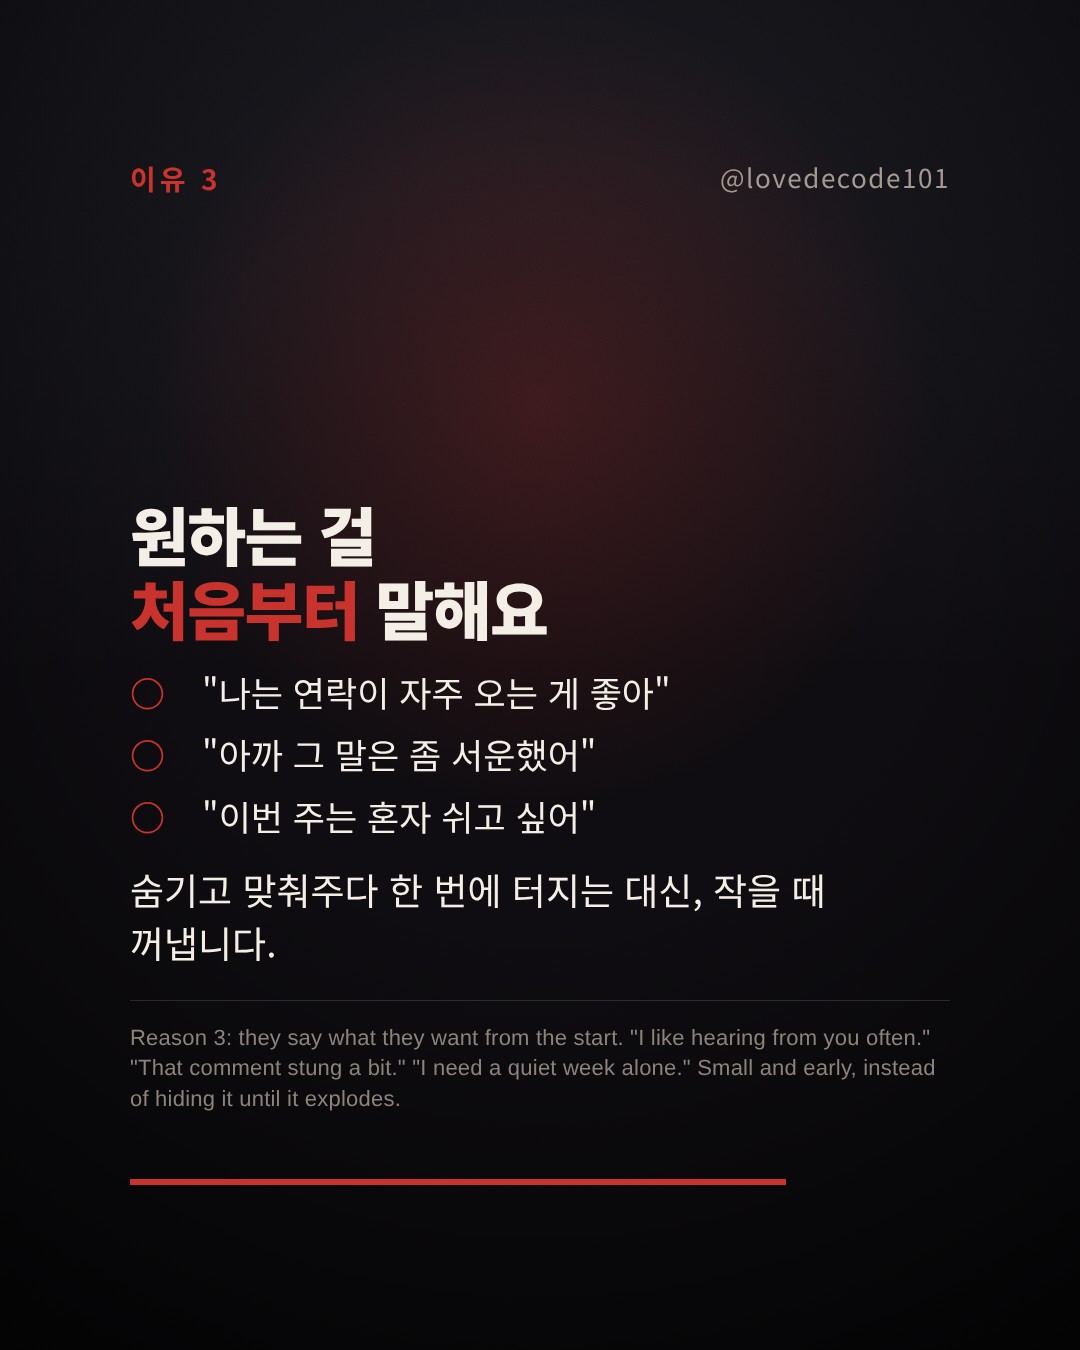 이유 3
@lovedecode101
원하는 걸
처음부터 말해요
"나는 연락이 자주 오는 게 좋아"
"아까 그 말은 좀 서운했어"
"이번 주는 혼자 쉬고 싶어"
숨기고 맞춰주다 한 번에 터지는 대신, 작을 때
꺼냅니다.
Reason 3: they say what they want from the start. "I like hearing from you often."
"That comment stung a bit." "I need a quiet week alone." Small and early, instead
of hiding it until it explodes.